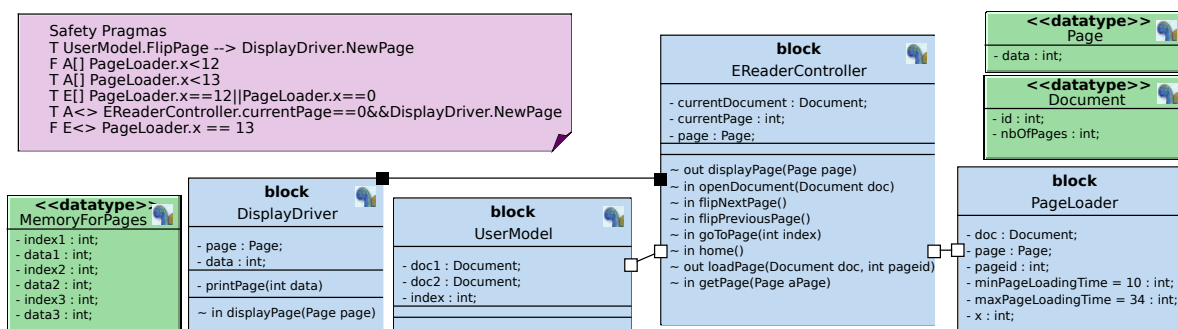 Safety Pragmas
T UserModel.FlipPage --> DisplayDriver.NewPage
F A[] PageLoader.x<12
T A[] PageLoader.x<13
T E[] PageLoader.x==12||PageLoader.x==0
T A<> EReaderController.currentPage==0&&DisplayDriver.NewPage
F E<> PageLoader.x == 13
<<datatype>>
MemoryForPages
- index1 : int;
- data1 : int;
- index2 : int;
- data2 : int;
- index3 : int;
- data3 : int;
block
DisplayDriver
- page : Page;
- data : int;
- printPage(int data)
~ in displayPage(Page page)
block
UserModel
- doc1 : Document;
- doc2 : Document;
- index : int;
block
EReaderController
- currentDocument : Document;
- currentPage : int;
- page : Page;
~ out displayPage(Page page)
~ in openDocument(Document doc)
~ in flipNextPage()
~ in flipPreviousPage()
~ in goToPage(int index)
~ in home()
~ out loadPage(Document doc, int pageid)
~ in getPage(Page aPage)
<<datatype>>
Page
- data : int;
<<datatype>>
Document
- id : int;
- nbOfPages : int;
block
PageLoader
- doc : Document;
- page : Page;
- pageid : int;
- minPageLoadingTime = 10 : int;
- maxPageLoadingTime = 34 : int;
- x : int;